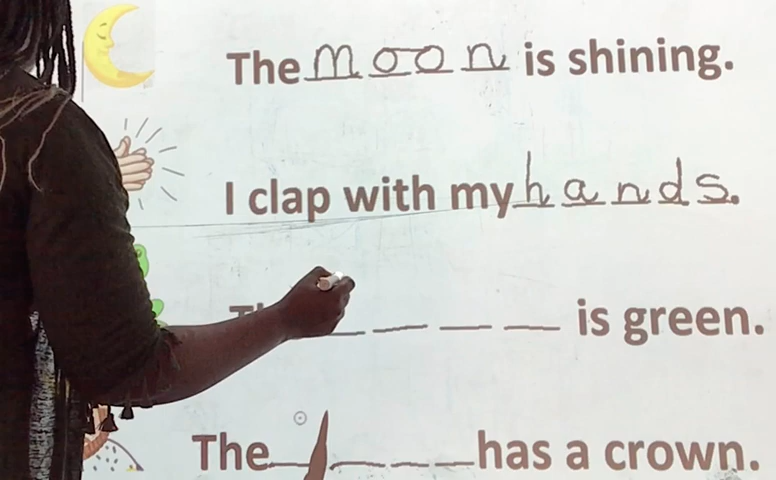 The moon is shining.
I clap with my hands.
is green.
The _ _ _ _ has a crown.